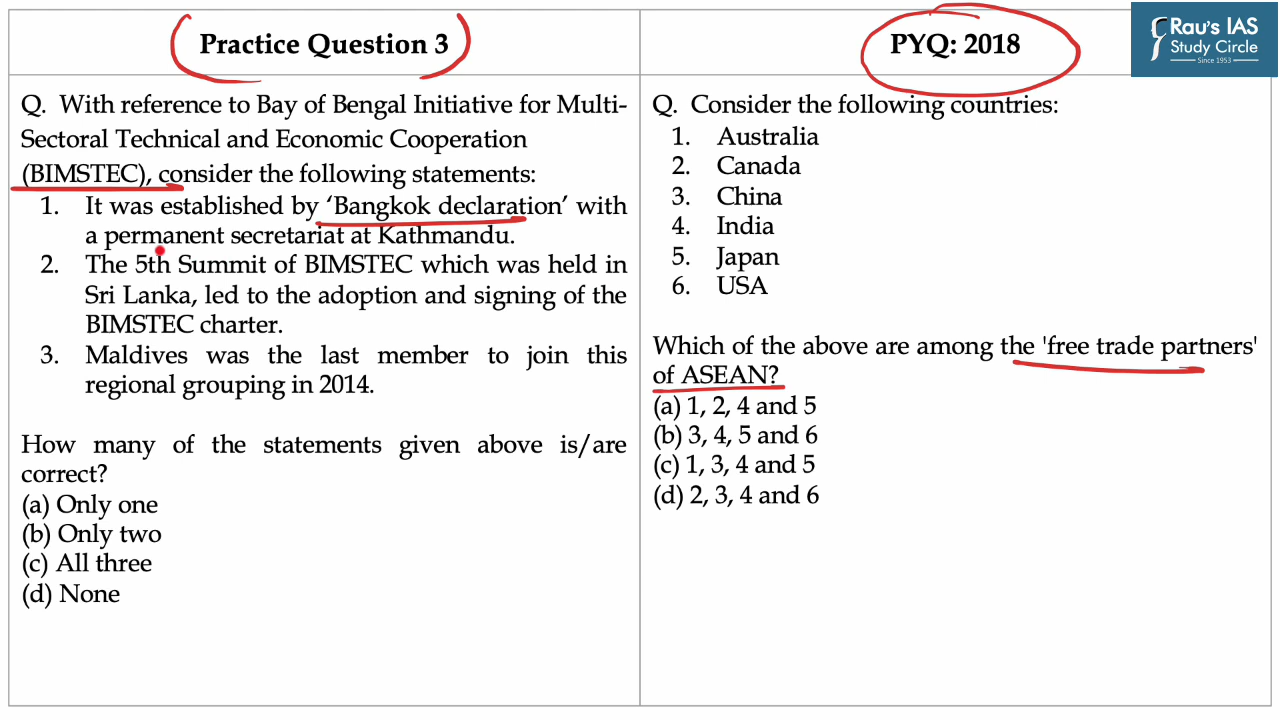 Practice Question 3
Q. With reference to Bay of Bengal Initiative for Multi-
Sectoral Technical and Economic Cooperation
(BIMSTEC), consider the following statements:
1. It was established by ‘Bangkok declaration’ with
a permanent secretariat at Kathmandu.
2. The 5th Summit of BIMSTEC which was held in
Sri Lanka, led to the adoption and signing of the
BIMSTEC charter.
3. Maldives was the last member to join this
regional grouping in 2014.
How many of the statements given above is/are
correct?
(a) Only one
(b) Only two
(c) All three
(d) None
PYQ: 2018
Rau's IAS
Study Circle
Since 1953
Q. Consider the following countries:
1. Australia
2. Canada
3. China
4. India
5. Japan
6. USA
Which of the above are among the 'free trade partners'
of ASEAN?
(a) 1, 2, 4 and 5
(b) 3, 4, 5 and 6
(c) 1, 3, 4 and 5
(d) 2, 3, 4 and 6